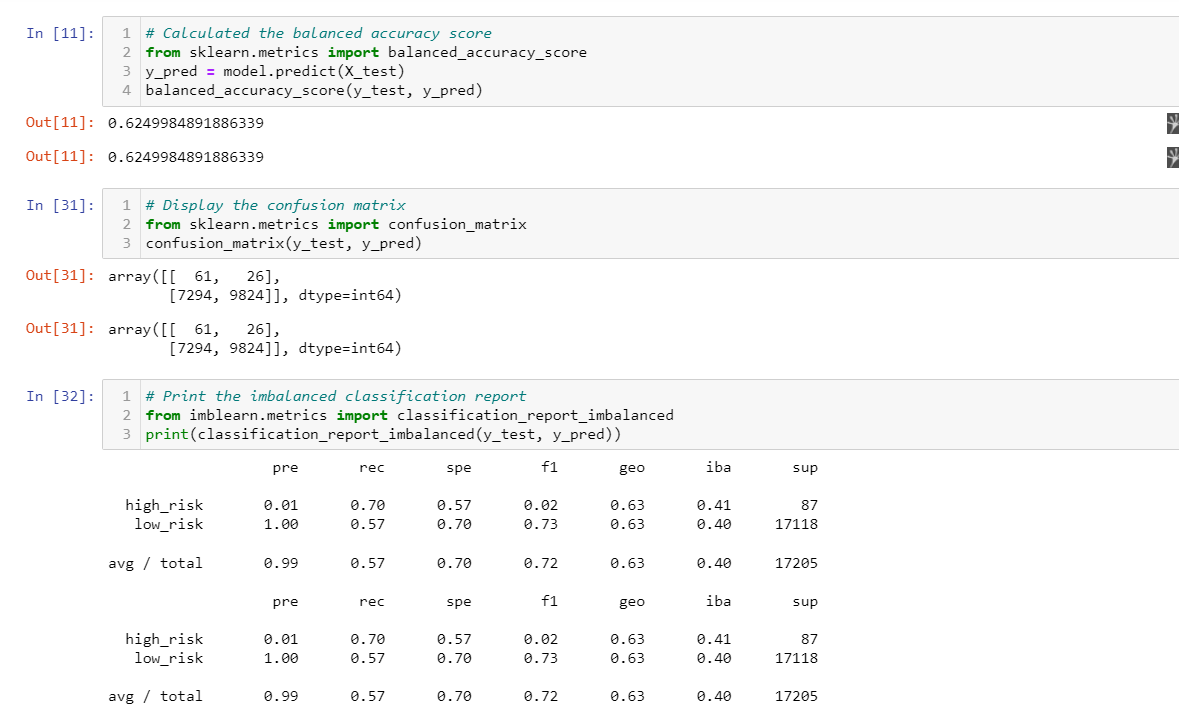 In [11]:
1 # Calculated the balanced accuracy score
2 from sklearn.metrics import balanced_accuracy_score
3 y_pred = model.predict(X_test)
4 balanced_accuracy_score(y_test, y_pred)
Out[11]: 0.6249984891886339
Out[11]: 0.6249984891886339
In [31]:
1 # Display the confusion matrix
2 from sklearn.metrics import confusion_matrix
3 confusion_matrix(y_test, y_pred)
Out[31]: array([[  61,   26],
       [7294, 9824]], dtype=int64)
Out[31]: array([[  61,   26],
       [7294, 9824]], dtype=int64)
In [32]:
1 # Print the imbalanced classification report
2 from imblearn.metrics import classification_report_imbalanced
3 print(classification_report_imbalanced(y_test, y_pred))
pre rec spe f1 geo iba sup
high_risk 0.01 0.70 0.57 0.02 0.63 0.41 87
low_risk 1.00 0.57 0.70 0.73 0.63 0.40 17118
avg / total 0.99 0.57 0.70 0.72 0.63 0.40 17205
pre rec spe f1 geo iba sup
high_risk 0.01 0.70 0.57 0.02 0.63 0.41 87
low_risk 1.00 0.57 0.70 0.73 0.63 0.40 17118
avg / total 0.99 0.57 0.70 0.72 0.63 0.40 17205